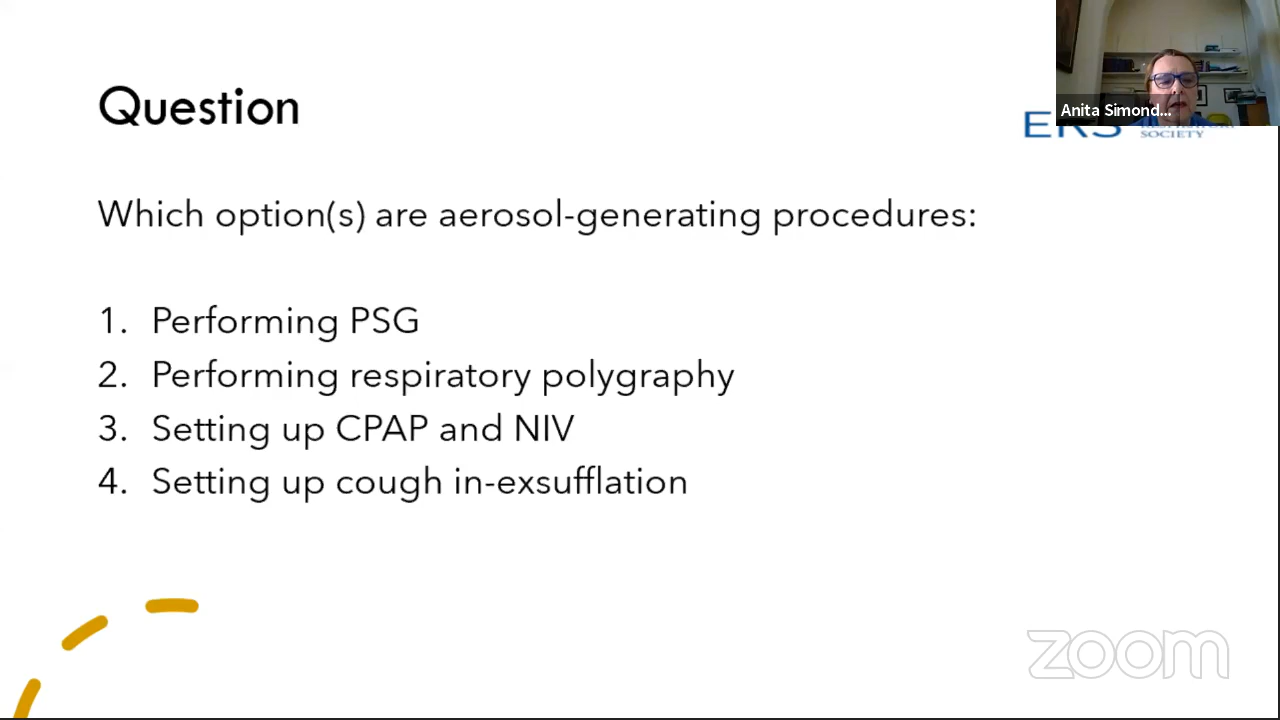 Question
Anita Simond...
ERS
SOCIETY
Which option(s) are aerosol-generating procedures:
1. Performing PSG
2. Performing respiratory polygraphy
3. Setting up CPAP and NIV
4. Setting up cough in-exsufflation
zoom